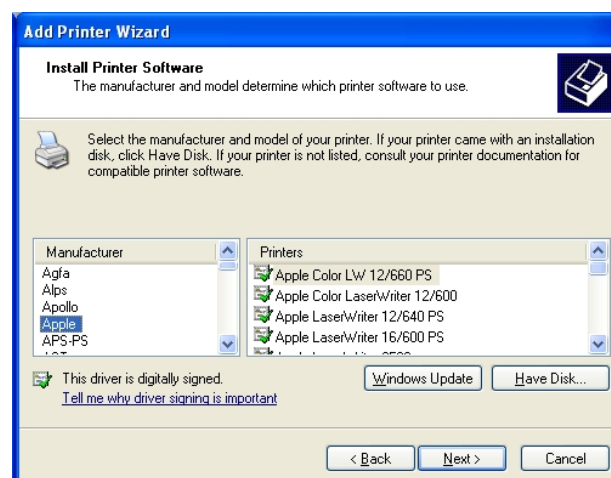 Add Printer Wizard
Install Printer Software
The manufacturer and model determine which printer software to use.
Select the manufacturer and model of your printer. If your printer came with an installation
disk, click Have Disk. If your printer is not listed, consult your printer documentation for
compatible printer software.
Manufacturer
Agfa
Alps
Apollo
Apple
APS-PS
Printers
Apple Color LW 12/660 PS
Apple Color LaserWriter 12/600
Apple LaserWriter 12/640 PS
Apple LaserWriter 16/600 PS
This driver is digitally signed.
Tell me why driver signing is important
Windows Update
Have Disk...
< Back
Next >
Cancel